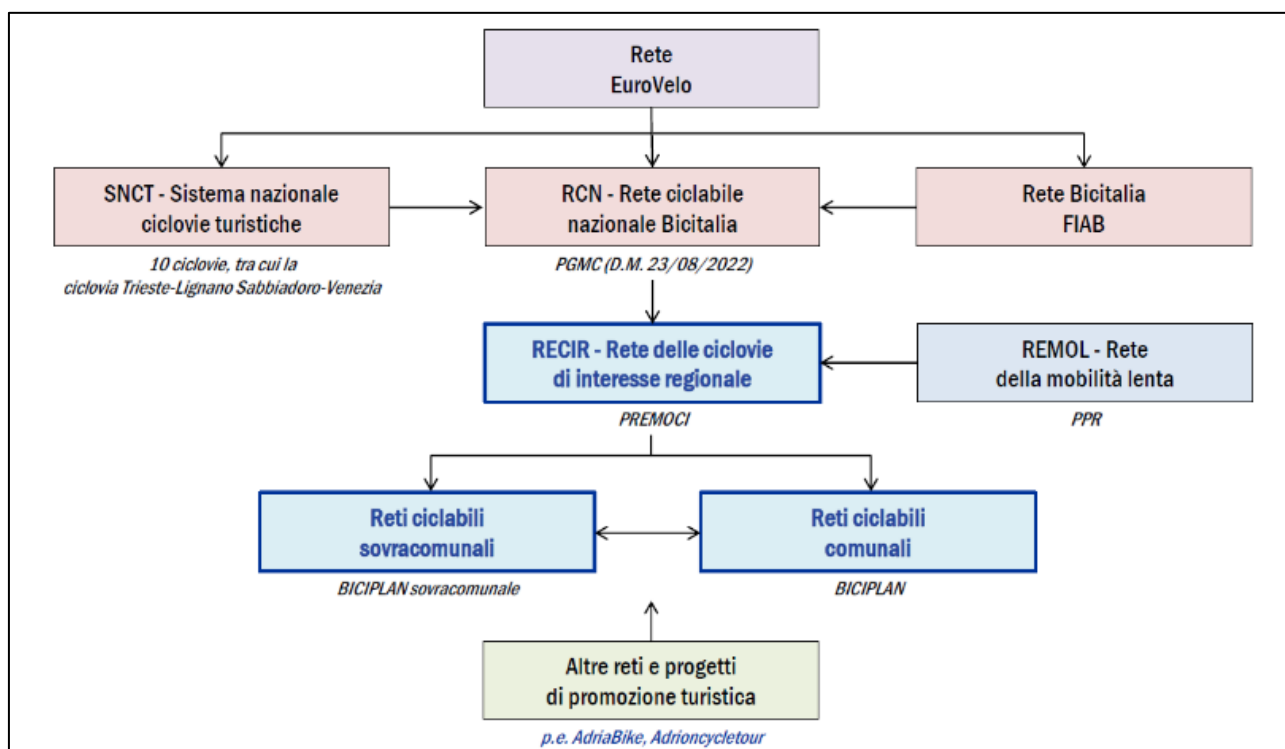 Rete
EuroVelo
SNCT - Sistema nazionale
ciclovie turistiche
RCN - Rete ciclabile
nazionale Bicitalia
Rete Bicitalia
FIAB
10 ciclovie, tra cui la
ciclovia Trieste-Lignano Sabbiadoro-Venezia
PGMC (D.M. 23/08/2022)
RECIR - Rete delle ciclovie
di interesse regionale
REMOL - Rete
della mobilità lenta
PREMOCI
PPR
Reti ciclabili
sovracomunali
Reti ciclabili
comunali
BICIPLAN sovracomunale
BICIPLAN
Altre reti e progetti
di promozione turistica
p.e. AdriaBike, Adrioncycletour